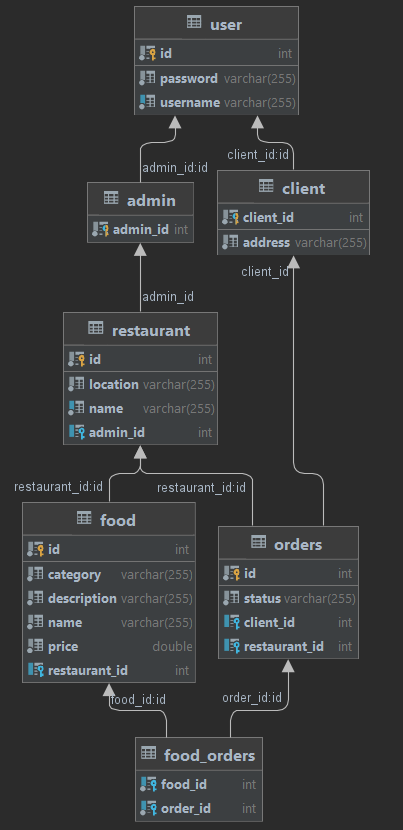 user
id int
password varchar(255)
username varchar(255)
admin_id:id
client_id:id
admin
admin_id int
client
client_id int
address varchar(255)
client_id
admin_id
restaurant
id int
location varchar(255)
name varchar(255)
admin_id int
restaurant_id:id
restaurant_id:id
food
id int
category varchar(255)
description varchar(255)
name varchar(255)
price double
restaurant_id int
orders
id int
status varchar(255)
client_id int
restaurant_id int
food_id:id
order_id:id
food_orders
food_id int
order_id int